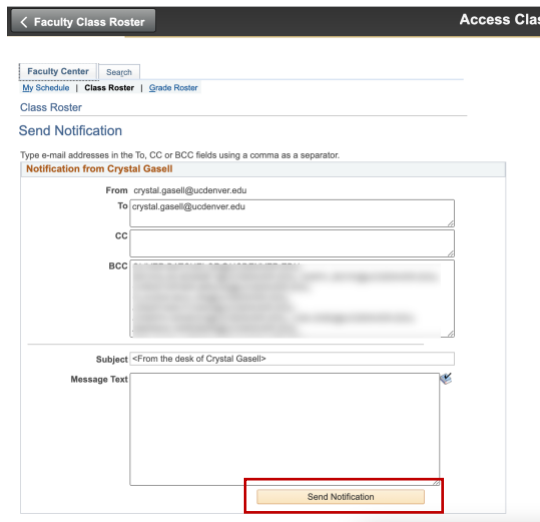 Faculty Class Roster
Access Clas
Faculty Center Search
My Schedule | Class Roster | Grade Roster
Class Roster
Send Notification
Type e-mail addresses in the To, CC or BCC fields using a comma as a separator.
Notification from Crystal Gasell
From crystal.gasell@ucdenver.edu
To crystal.gasell@ucdenver.edu
CC
BCC
Subject <From the desk of Crystal Gasell>
Message Text
Send Notification